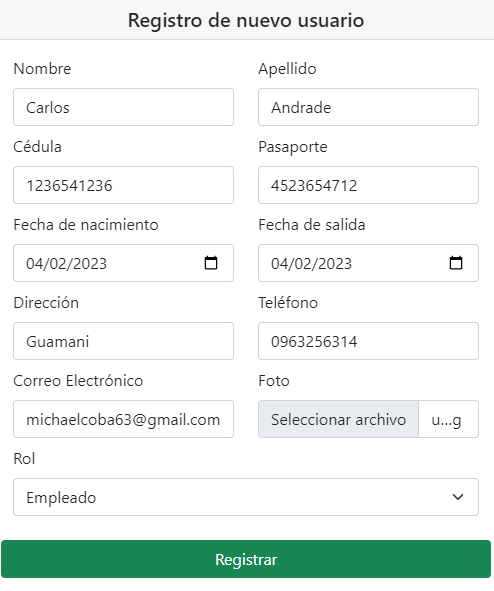 Registro de nuevo usuario
Nombre Apellido
Carlos Andrade
Cédula Pasaporte
1236541236 4523654712
Fecha de nacimiento Fecha de salida
04/02/2023 04/02/2023
Dirección Teléfono
Guamani 0963256314
Correo Electrónico Foto
michaelcoba63@gmail.com Seleccionar archivo u...g
Rol
Empleado
Registrar